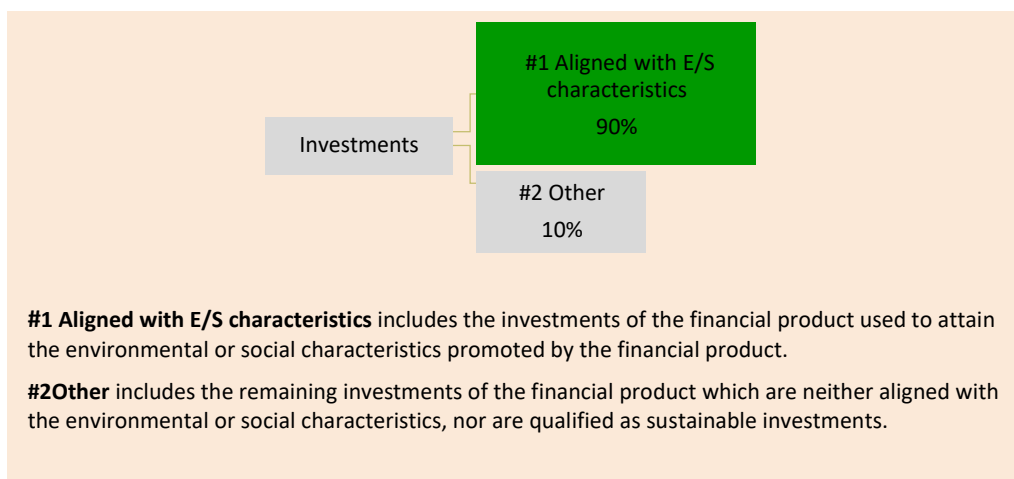 #1 Aligned with E/S
characteristics
90%
Investments
#2 Other
10%
#1 Aligned with E/S characteristics includes the investments of the financial product used to attain
the environmental or social characteristics promoted by the financial product.
#2Other includes the remaining investments of the financial product which are neither aligned with
the environmental or social characteristics, nor are qualified as sustainable investments.